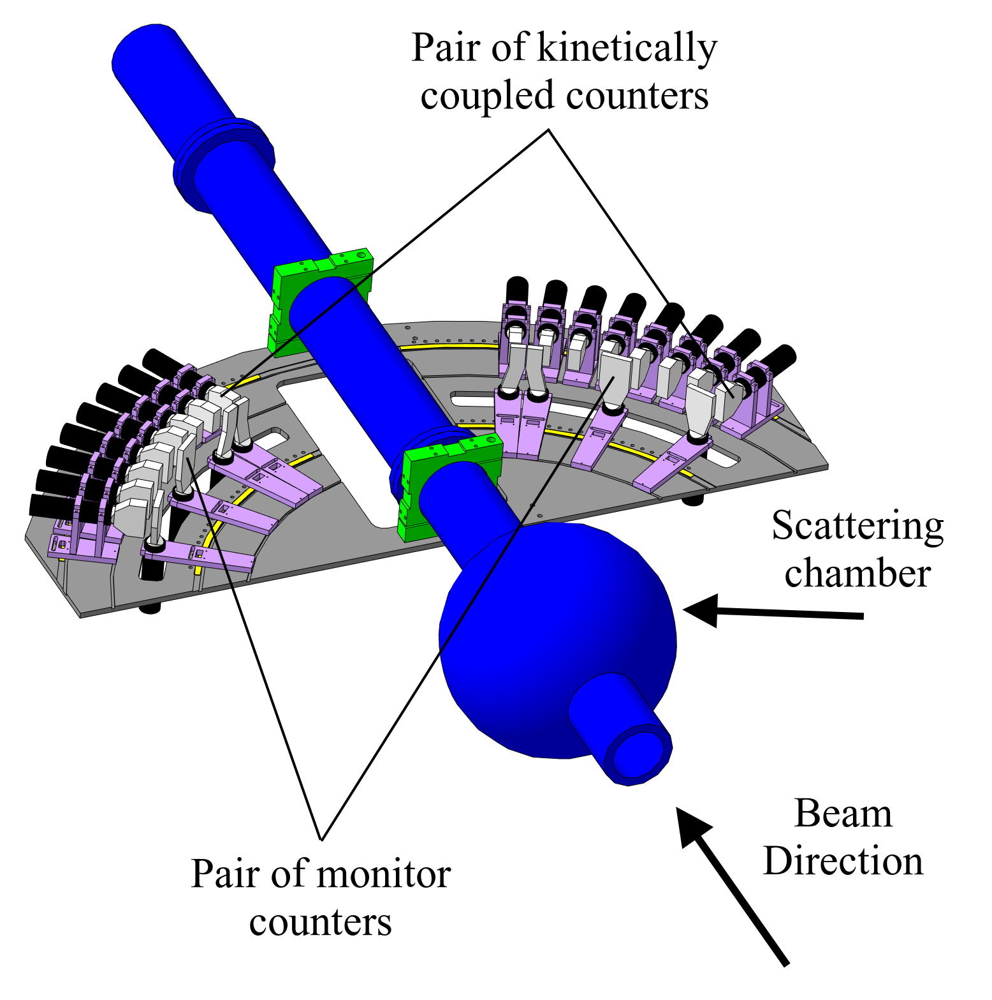 Pair of kinetically
coupled counters
Scattering
chamber
Beam
Direction
Pair of monitor
counters